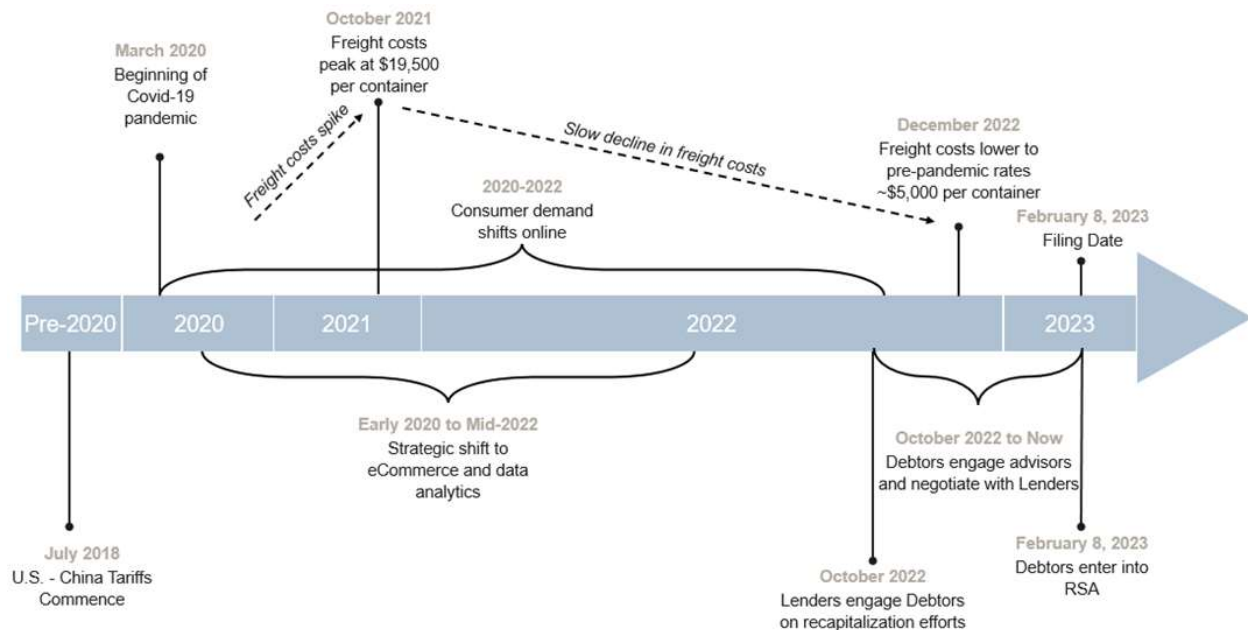 October 2021
Freight costs
peak at $19,500
per container
March 2020
Beginning of
Covid-19
pandemic
Freight costs spike
Slow decline in freight costs
December 2022
Freight costs lower to
pre-pandemic rates
~$5,000 per container
2020-2022
Consumer demand
shifts online
February 8, 2023
Filing Date
Pre-2020
2020
2021
2022
2023
Early 2020 to Mid-2022
Strategic shift to
eCommerce and data
analytics
October 2022 to Now
Debtors engage advisors
and negotiate with Lenders
July 2018
U.S. - China Tariffs
Commence
October 2022
Lenders engage Debtors
on recapitalization efforts
February 8, 2023
Debtors enter into
RSA